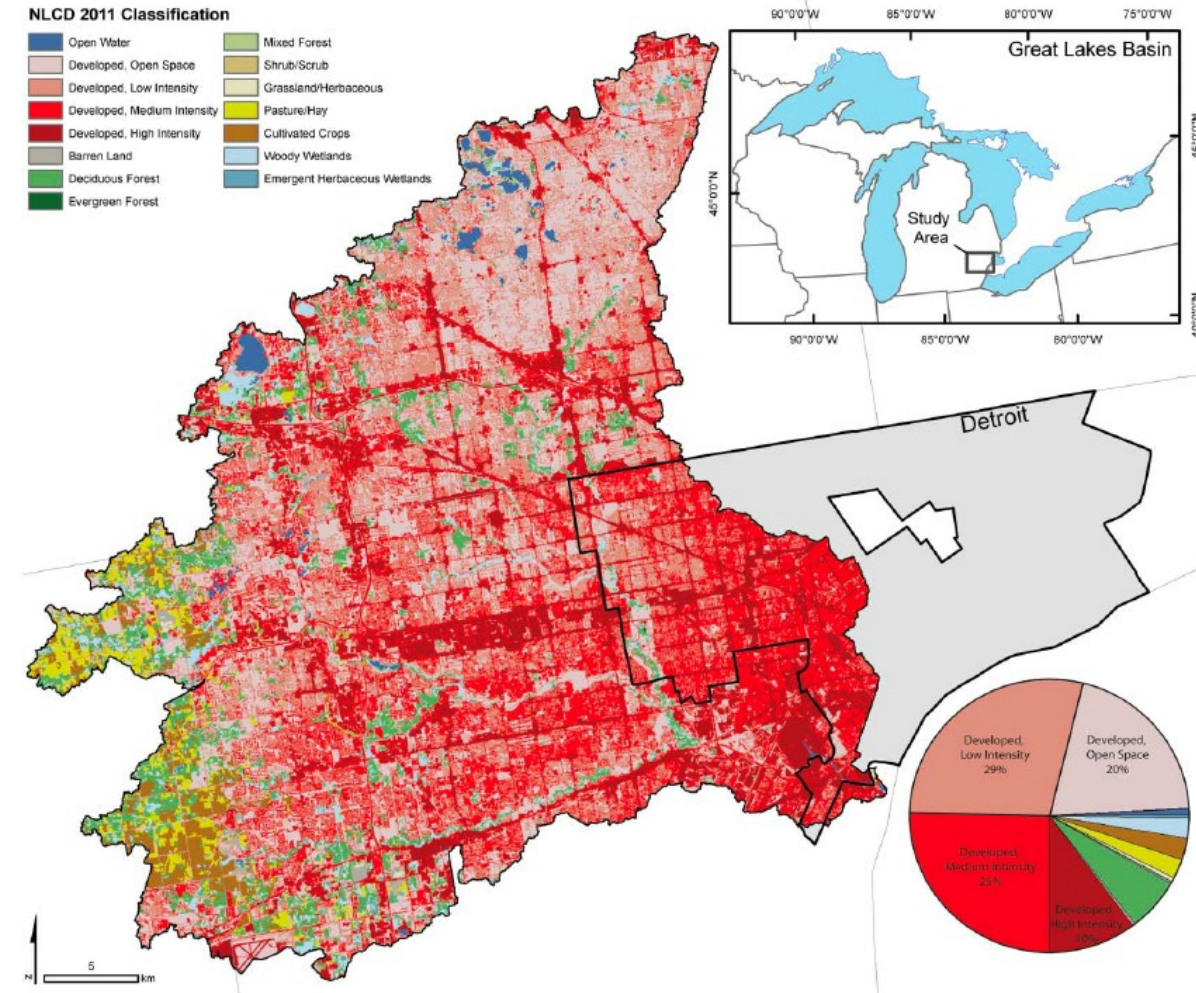 NLCD 2011 Classification
Open Water
Developed, Open Space
Developed, Low Intensity
Developed, Medium Intensity
Developed, High Intensity
Barren Land
Deciduous Forest
Evergreen Forest
Mixed Forest
Shrub/Scrub
Grassland/Herbaceous
Pasture/Hay
Cultivated Crops
Woody Wetlands
Emergent Herbaceous Wetlands
90°0'0"W
85°0'0"W
80°0'0"W
75°0'0"W
Great Lakes Basin
45°0'0"N
45°0'0"N
Study
Area
90°0'0"W
85°0'0"W
80°0'0"W
Detroit
Developed,
Low Intensity
29%
Developed,
Open Space
20%
Developed,
Medium Intensity
25%
Developed,
High Intensity
10%
N
5
km